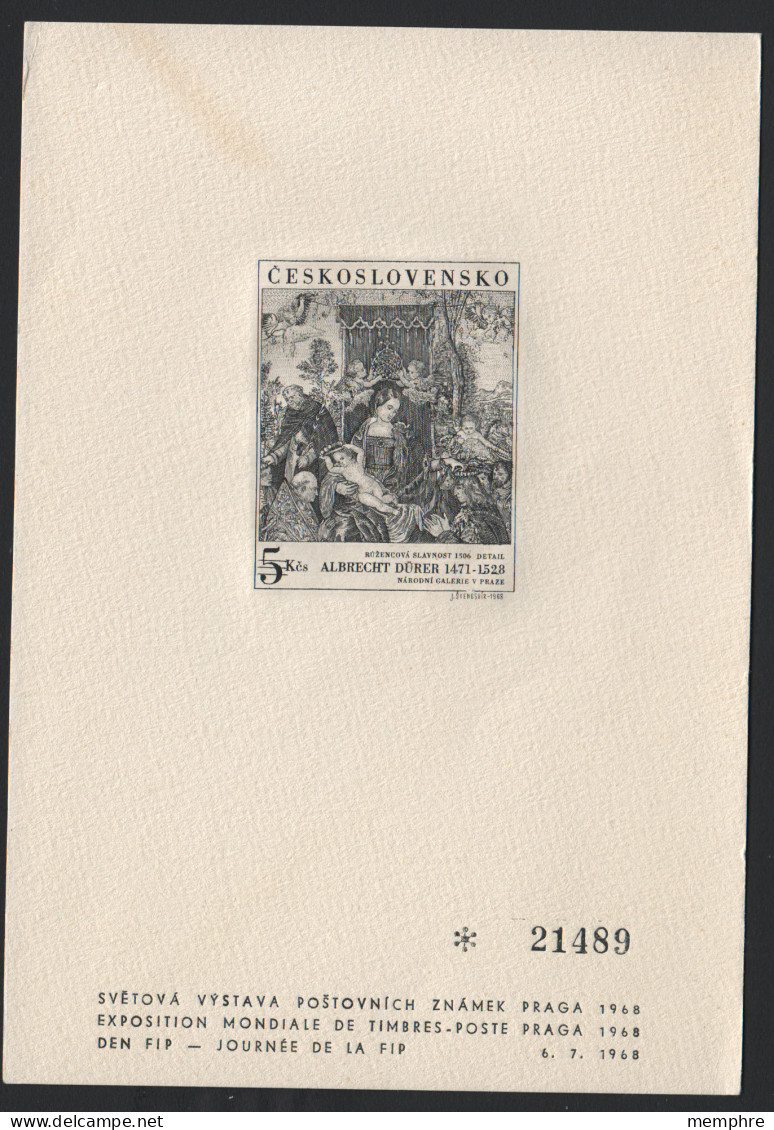 ČESKOSLOVENSKO
RŮŽENCOVÁ SLAVNOST 1506 DETAIL
5 Kčs ALBRECHT DÜRER 1471-1528
NÁRODNÍ GALERIE V PRAZE
J. ŠVENGSBÍR-1968
* 21489
SVĚTOVÁ VÝSTAVA POŠTOVNÍCH ZNÁMEK PRAGA 1968
EXPOSITION MONDIALE DE TIMBRES-POSTE PRAGA 1968
DEN FIP — JOURNÉE DE LA FIP 6. 7. 1968
www.delcampe.net
memphre